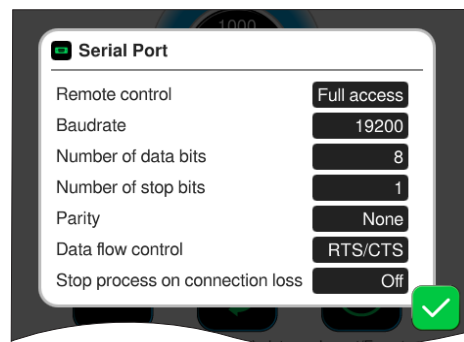 1000
Serial Port
Remote control Full access
Baudrate 19200
Number of data bits 8
Number of stop bits 1
Parity None
Data flow control RTS/CTS
Stop process on connection loss Off